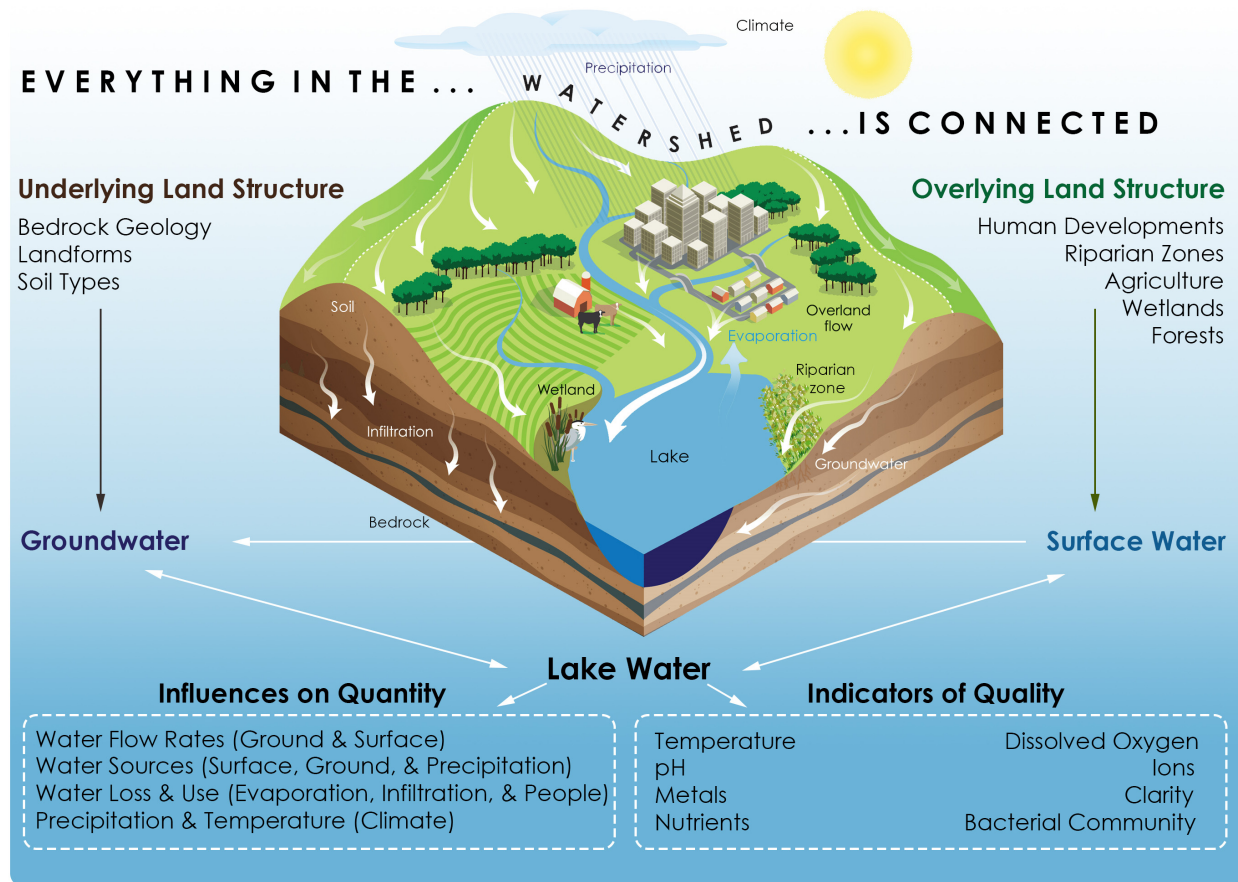 Climate
Precipitation
EVERYTHING IN THE ... WATERSHED ...IS CONNECTED
Underlying Land Structure
Bedrock Geology
Landforms
Soil Types
Overlying Land Structure
Human Developments
Riparian Zones
Agriculture
Wetlands
Forests
Soil
Overland
flow
Evaporation
Riparian
zone
Wetland
Infiltration
Lake
Groundwater
Bedrock
Groundwater
Surface Water
Lake Water
Influences on Quantity
Water Flow Rates (Ground & Surface)
Water Sources (Surface, Ground, & Precipitation)
Water Loss & Use (Evaporation, Infiltration, & People)
Precipitation & Temperature (Climate)
Indicators of Quality
Temperature
pH
Metals
Nutrients
Dissolved Oxygen
Ions
Clarity
Bacterial Community